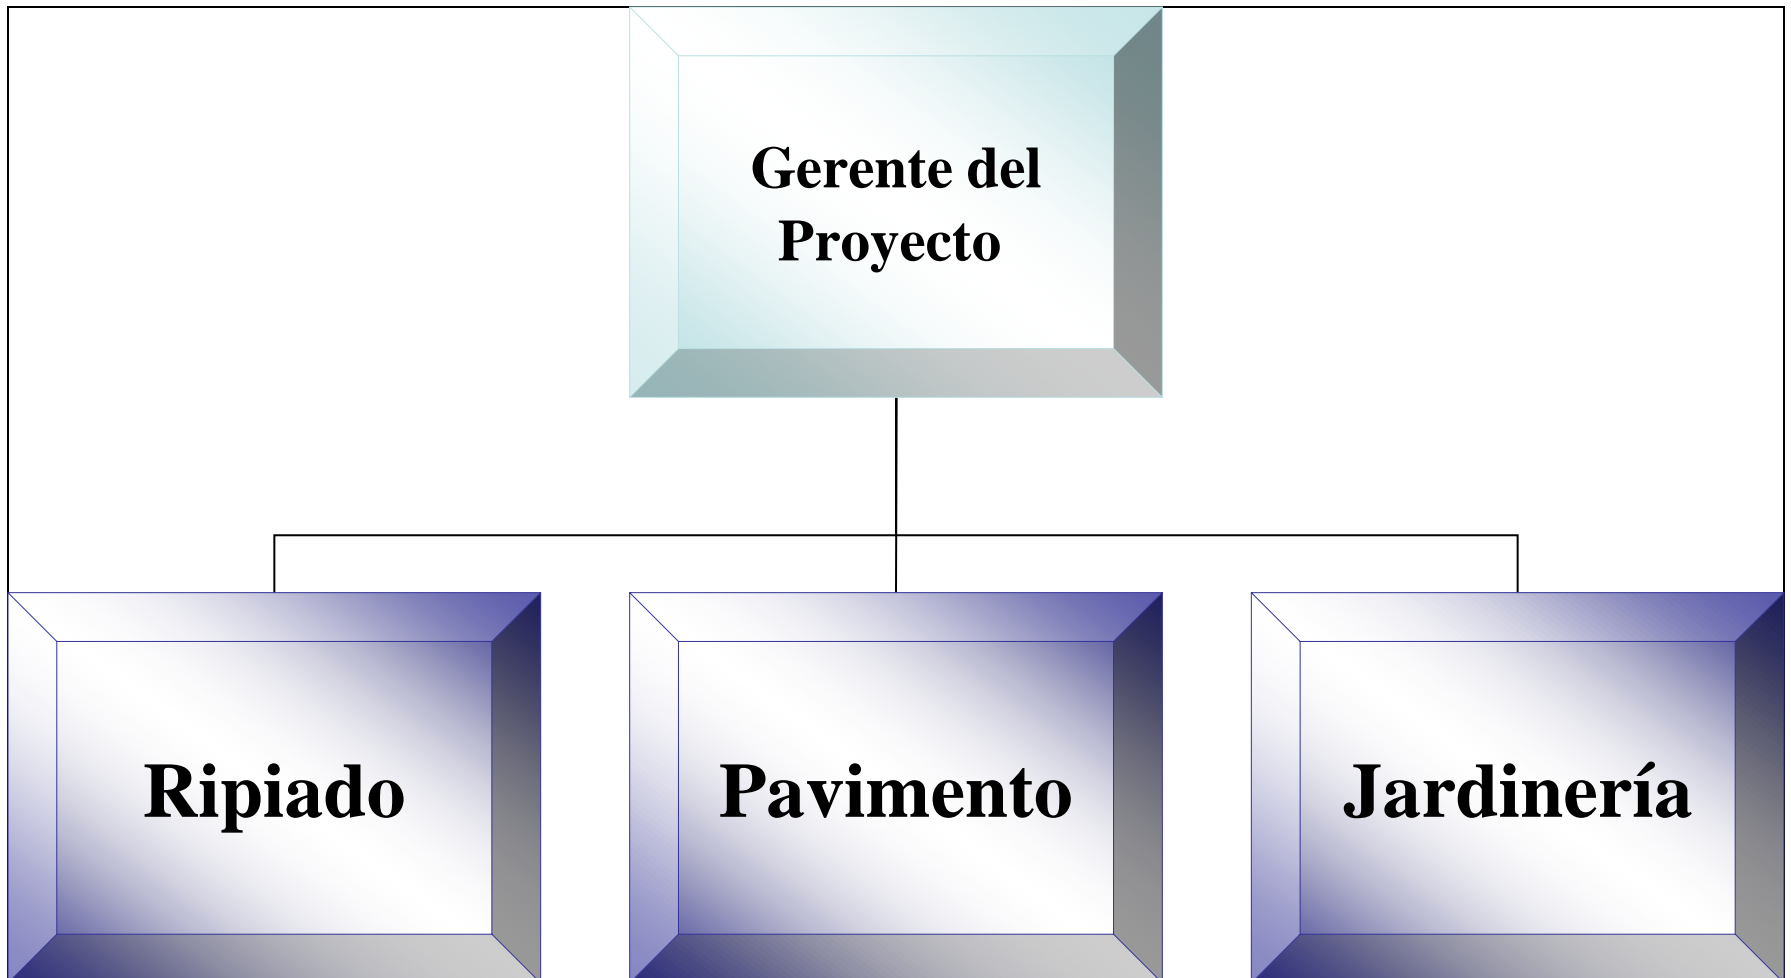 Gerente del
Proyecto
Ripiado
Pavimento
Jardinería